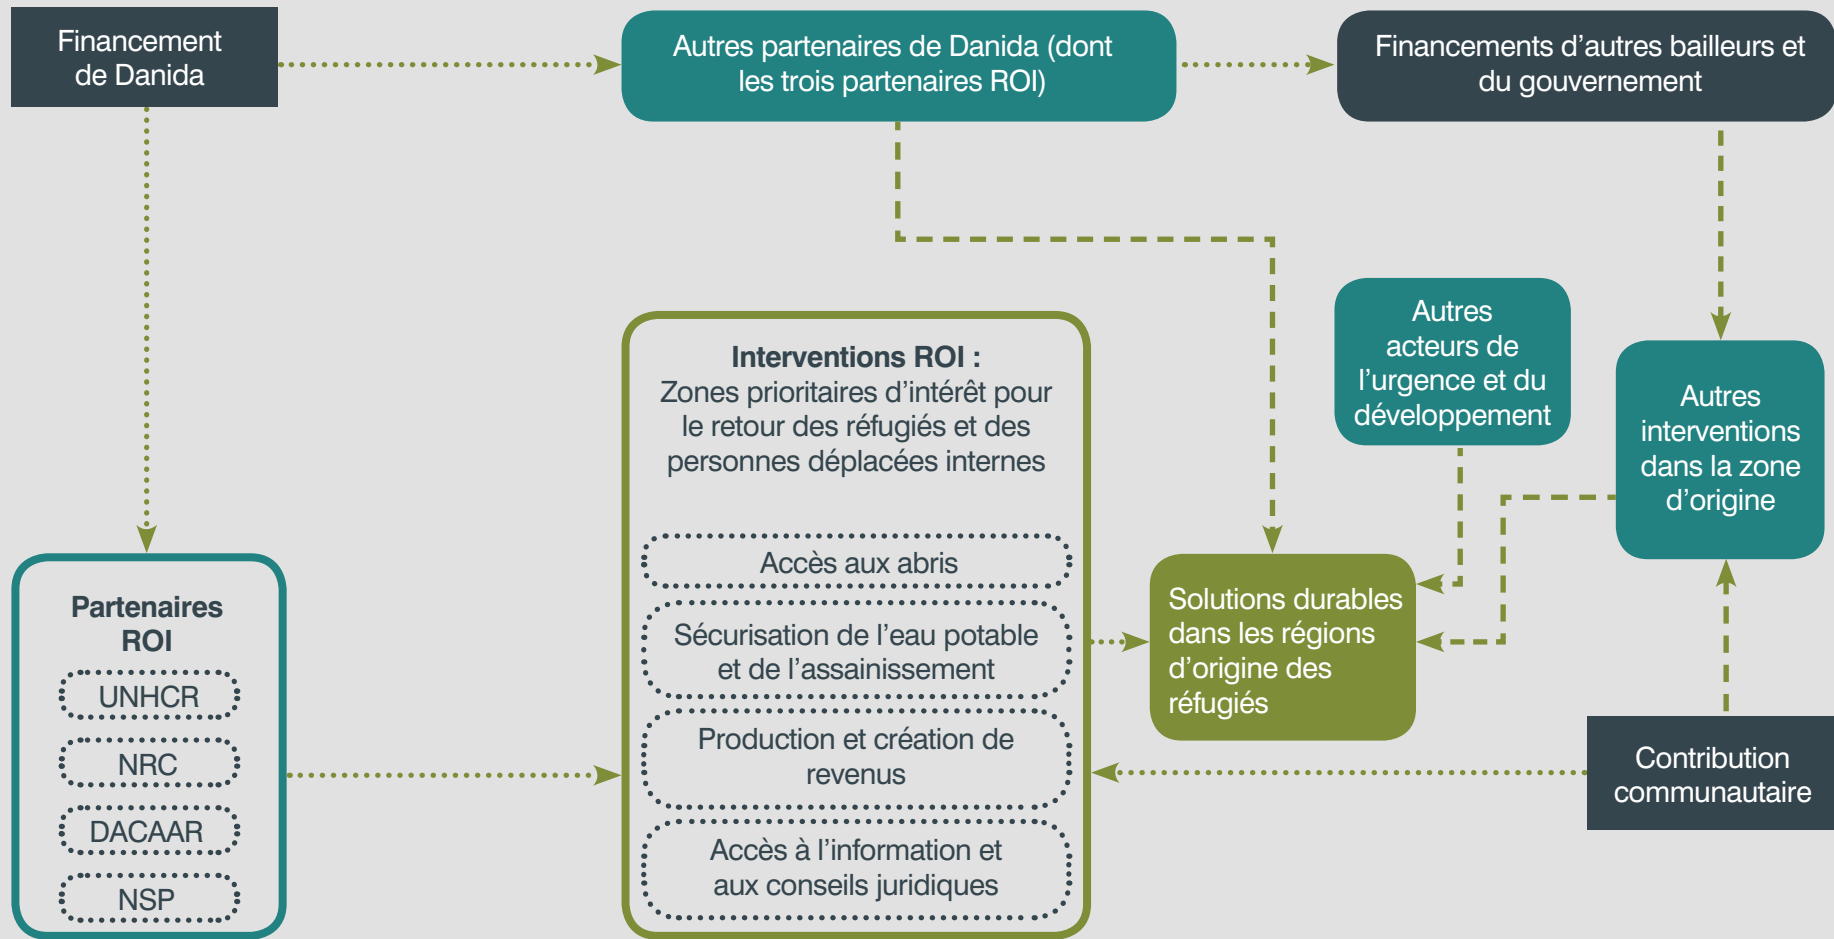 Financement
de Danida
Autres partenaires de Danida (dont
les trois partenaires ROI)
Financements d’autres bailleurs et
du gouvernement
Autres
acteurs de
l’urgence et du
développement
Autres
interventions
dans la zone
d’origine
Interventions ROI :
Zones prioritaires d’intérêt pour
le retour des réfugiés et des
personnes déplacées internes
Accès aux abris
Sécurisation de l’eau potable
et de l’assainissement
Production et création de
revenus
Accès à l’information et
aux conseils juridiques
Partenaires
ROI
UNHCR
NRC
DACAAR
NSP
Solutions durables
dans les régions
d’origine des
réfugiés
Contribution
communautaire